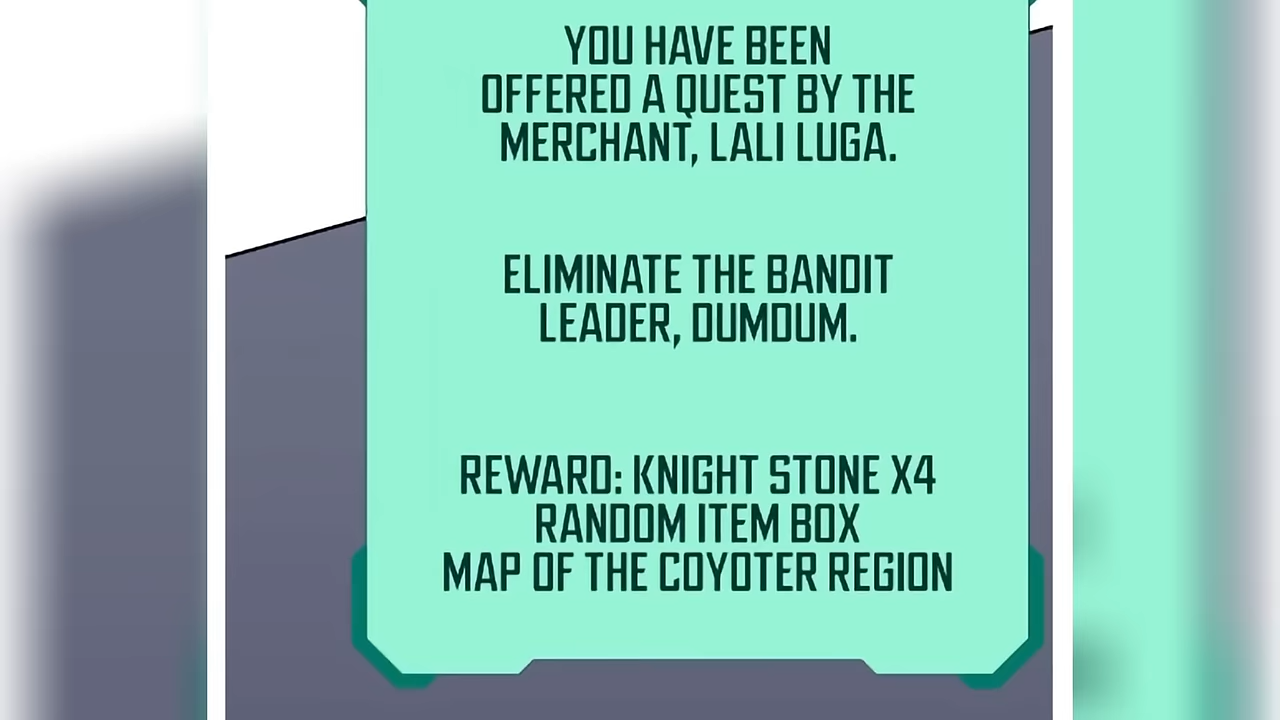 YOU HAVE BEEN
OFFERED A QUEST BY THE
MERCHANT, LALI LUGA.
ELIMINATE THE BANDIT
LEADER, DUMDUM.
REWARD: KNIGHT STONE X4
RANDOM ITEM BOX
MAP OF THE COYOTER REGION